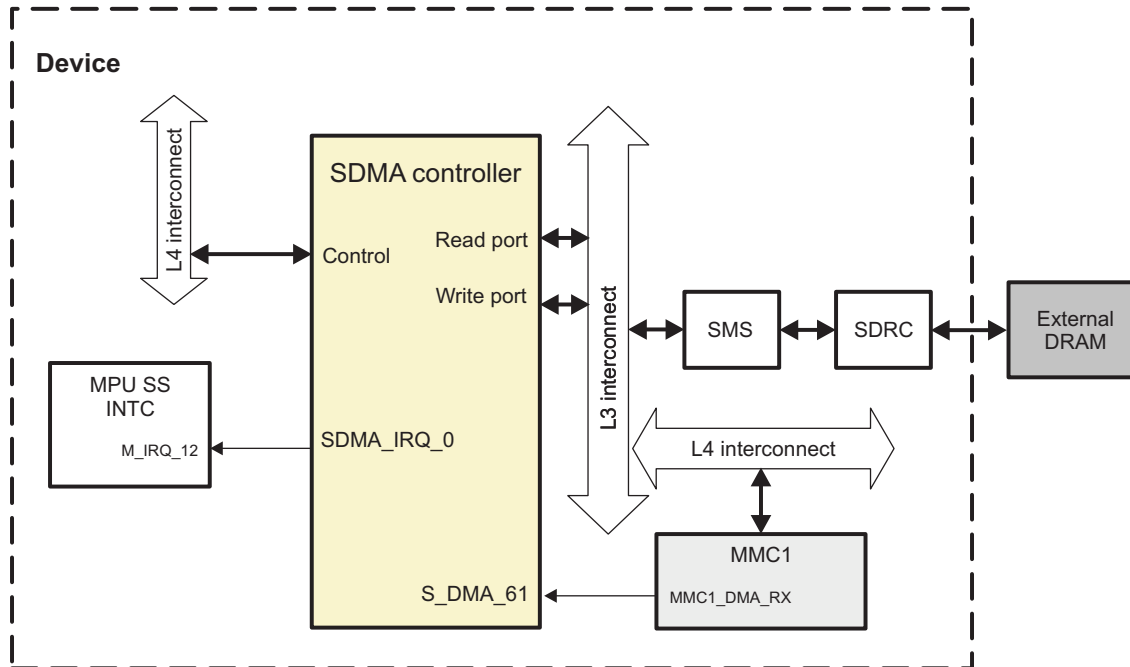 Device
L4 interconnect
SDMA controller
Control
Read port
Write port
L3 interconnect
SMS
SDRC
External
DRAM
MPU SS
INTC
M_IRQ_12
SDMA_IRQ_0
L4 interconnect
MMC1
MMC1_DMA_RX
S_DMA_61